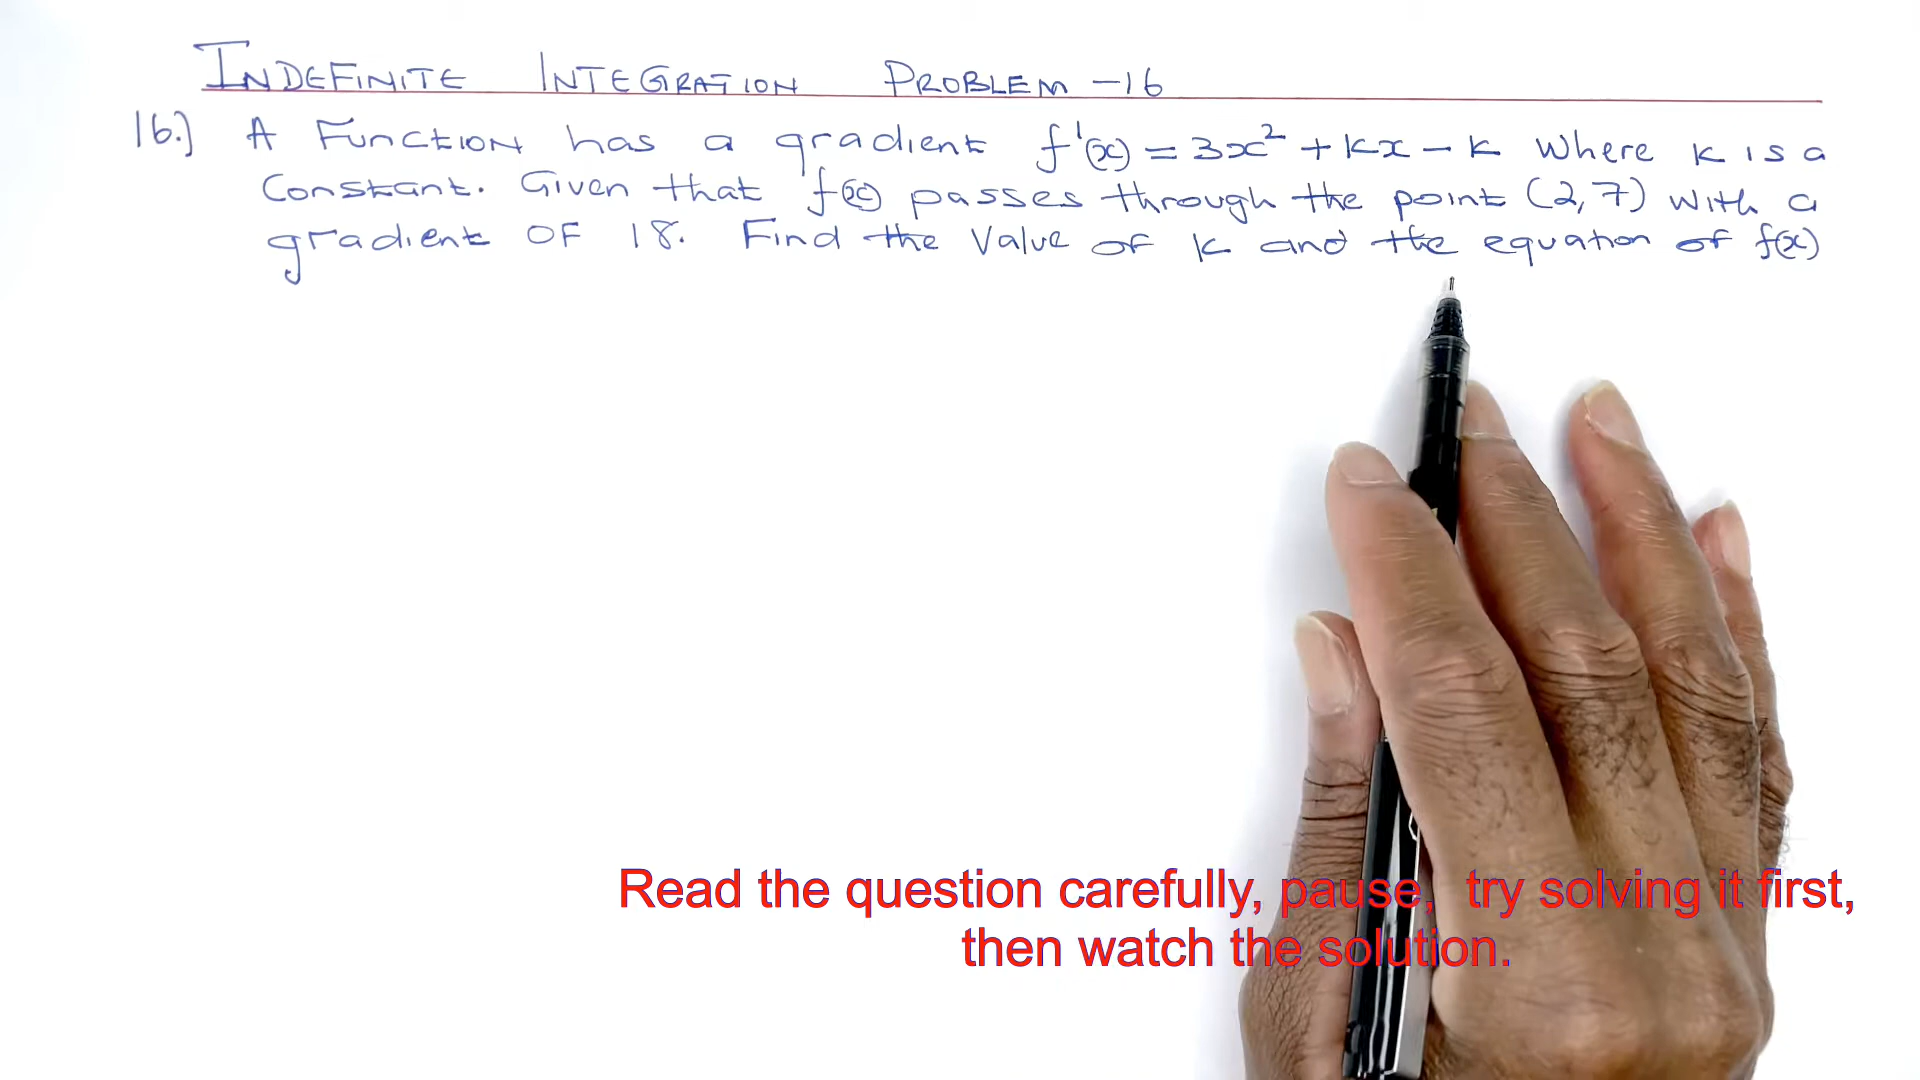 INDEFINITE INTEGRATION PROBLEM -16
16.) A Function has a gradient f'(x) = 3x² + kx - k Where k is a
Constant. Given that f(x) passes through the point (2,7) with a
gradient OF 18. Find the Value of k and the equation of f(x)
Read the question carefully, pause, try solving it first,
then watch the solution.